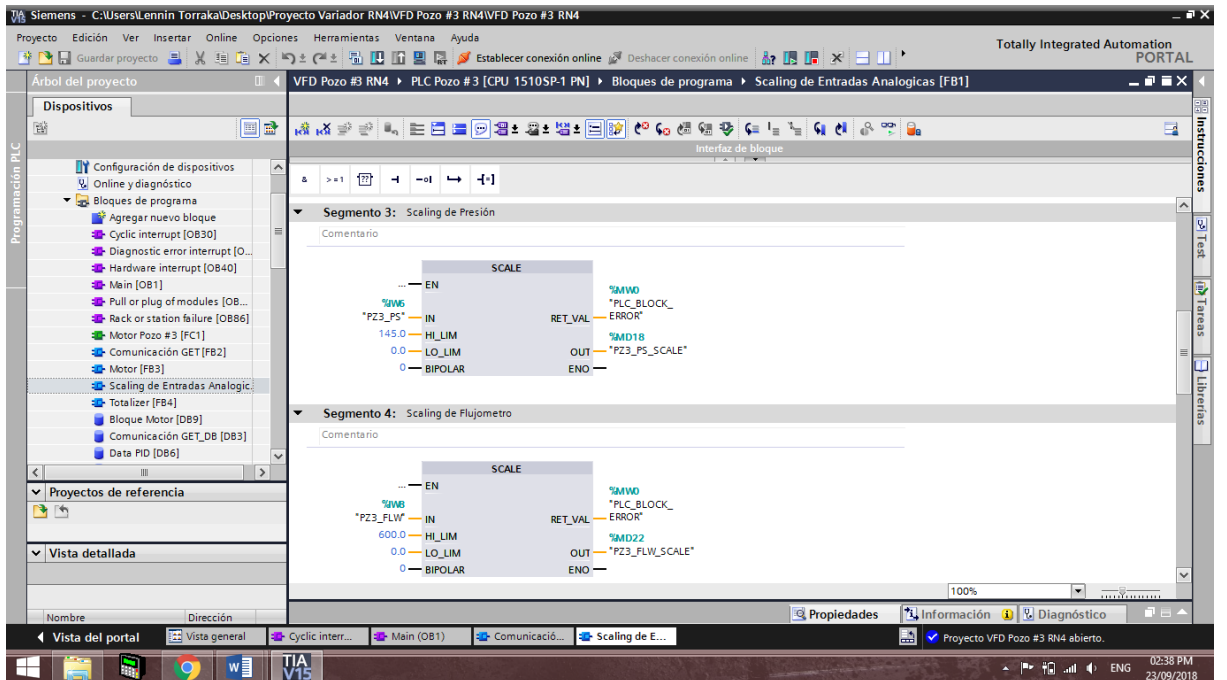 Siemens - C:\Users\Lennin Torraka\Desktop\Proyecto Variador RN4\VFD Pozo #3 RN4\VFD Pozo #3 RN4
Proyecto Edición Ver Insertar Online Opciones Herramientas Ventana Ayuda
Totally Integrated Automation
PORTAL
Guardar proyecto
Establecer conexión online
Deshacer conexión online
Árbol del proyecto
VFD Pozo #3 RN4 PLC Pozo #3 [CPU 1510SP-1 PN] Bloques de programa Scaling de Entradas Analogicas [FB1]
Dispositivos
Programación PLC
Configuración de dispositivos
Online y diagnóstico
Bloques de programa
Agregar nuevo bloque
Cyclic interrupt [OB30]
Diagnostic error interrupt [O...
Hardware interrupt [OB40]
Main [OB1]
Pull or plug of modules [OB...
Rack or station failure [OB86]
Motor Pozo #3 [FC1]
Comunicación GET [FB2]
Motor [FB3]
Scaling de Entradas Analogic.
Totalizer [FB4]
Bloque Motor [DB9]
Comunicación GET_DB [DB3]
Data PID [DB6]
Proyectos de referencia
Vista detallada
Nombre Dirección
Interfaz de bloque
& >=1 ??
Segmento 3: Scaling de Presión
Comentario
SCALE
... EN
%IW6
"PZ3_PS" IN
145.0 HI_LIM
0.0 LO_LIM
0 BIPOLAR
%MW0
"PLC_BLOCK_
RET_VAL ERROR"
%MD18
OUT "PZ3_PS_SCALE"
ENO
Segmento 4: Scaling de Flujometro
Comentario
SCALE
... EN
%IW8
"PZ3_FLW" IN
600.0 HI_LIM
0.0 LO_LIM
0 BIPOLAR
%MW0
"PLC_BLOCK_
RET_VAL ERROR"
%MD22
OUT "PZ3_FLW_SCALE"
ENO
100%
Instrucciones
Test
Tareas
Librerías
Propiedades Información Diagnóstico
Vista del portal Vista general Cyclic interr... Main (OB1) Comunicació... Scaling de E...
Proyecto VFD Pozo #3 RN4 abierto.
TIA
V15
ENG
02:38 PM
23/09/2018